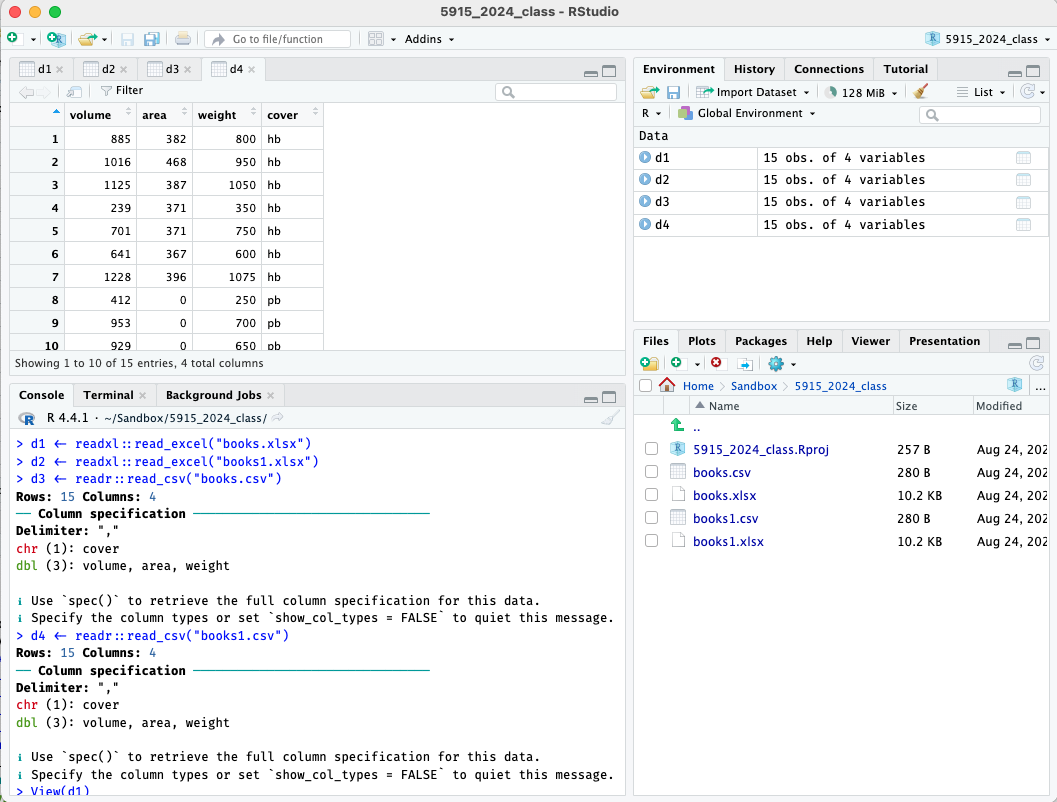 5915_2024_class - RStudio
Go to file/function
Addins
5915_2024_class
d1
d2
d3
d4
Filter
volume area weight cover
1 885 382 800 hb
2 1016 468 950 hb
3 1125 387 1050 hb
4 239 371 350 hb
5 701 371 750 hb
6 641 367 600 hb
7 1228 396 1075 hb
8 412 0 250 pb
9 953 0 700 pb
10 929 0 650 pb
Showing 1 to 10 of 15 entries, 4 total columns
Console Terminal Background Jobs
R 4.4.1 · ~/Sandbox/5915_2024_class/
> d1 <- readxl::read_excel("books.xlsx")
> d2 <- readxl::read_excel("books1.xlsx")
> d3 <- readr::read_csv("books.csv")
Rows: 15 Columns: 4
── Column specification ──────────────────────────────
Delimiter: ","
chr (1): cover
dbl (3): volume, area, weight
ℹ Use `spec()` to retrieve the full column specification for this data.
ℹ Specify the column types or set `show_col_types = FALSE` to quiet this message.
> d4 <- readr::read_csv("books1.csv")
Rows: 15 Columns: 4
── Column specification ──────────────────────────────
Delimiter: ","
chr (1): cover
dbl (3): volume, area, weight
ℹ Use `spec()` to retrieve the full column specification for this data.
ℹ Specify the column types or set `show_col_types = FALSE` to quiet this message.
> View(d1)
Environment History Connections Tutorial
Import Dataset 128 MiB List
R Global Environment
Data
d1 15 obs. of 4 variables
d2 15 obs. of 4 variables
d3 15 obs. of 4 variables
d4 15 obs. of 4 variables
Files Plots Packages Help Viewer Presentation
Home Sandbox 5915_2024_class R ...
Name Size Modified
..
5915_2024_class.Rproj 257 B Aug 24, 202
books.csv 280 B Aug 24, 202
books.xlsx 10.2 KB Aug 24, 202
books1.csv 280 B Aug 24, 202
books1.xlsx 10.2 KB Aug 24, 202